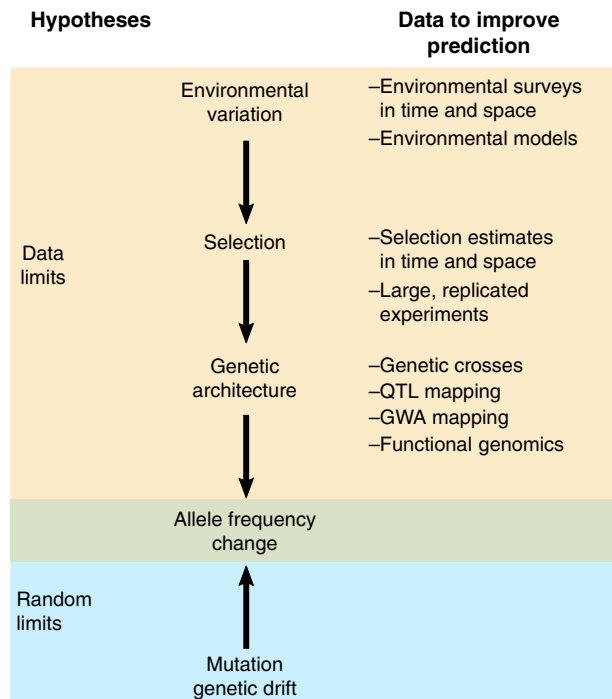 Hypotheses
Data to improve
prediction
Environmental
variation
–Environmental surveys
in time and space
–Environmental models
Data
limits
Selection
–Selection estimates
in time and space
–Large, replicated
experiments
Genetic
architecture
–Genetic crosses
–QTL mapping
–GWA mapping
–Functional genomics
Allele frequency
change
Random
limits
Mutation
genetic drift